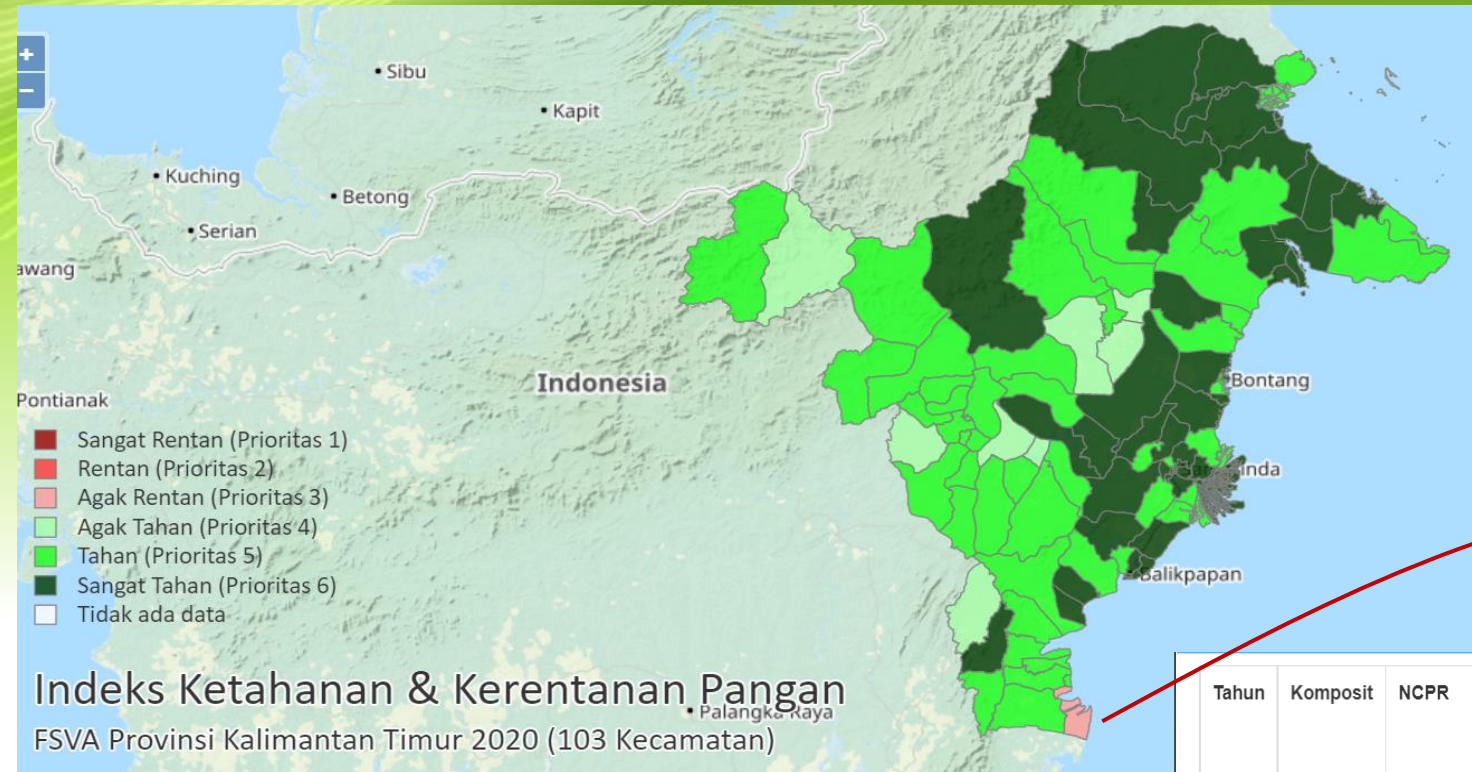 +
−
Sibu
Kapit
Kuching
Betong
Serian
awang
Indonesia
Pontianak
Bontang
inda
Balikpapan
Sangat Rentan (Prioritas 1)
Rentan (Prioritas 2)
Agak Rentan (Prioritas 3)
Agak Tahan (Prioritas 4)
Tahan (Prioritas 5)
Sangat Tahan (Prioritas 6)
Tidak ada data
Indeks Ketahanan & Kerentanan Pangan
Palangka Raya
FSVA Provinsi Kalimantan Timur 2020 (103 Kecamatan)
Tahun Komposit NCPR